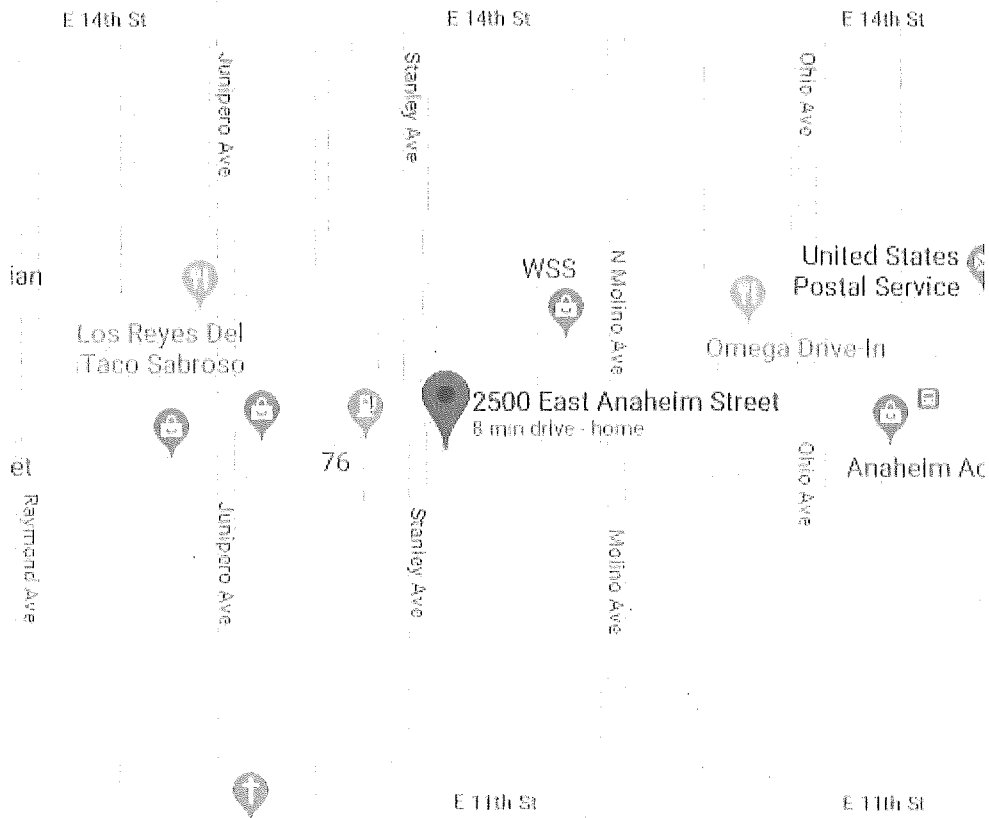 E 14th St
E 14th St
E 14th St
Junipero Ave
Stanley Ave
Ohio Ave
ian
WSS
N Molino Ave
United States
Postal Service
Los Reyes Del
Taco Sabroso
Omega Drive-In
2500 East Anaheim Street
8 min drive - home
76
et
Anaheim Ac
Raymond Ave
Junipero Ave
Stanley Ave
Molino Ave
Ohio Ave
E 11th St
E 11th St